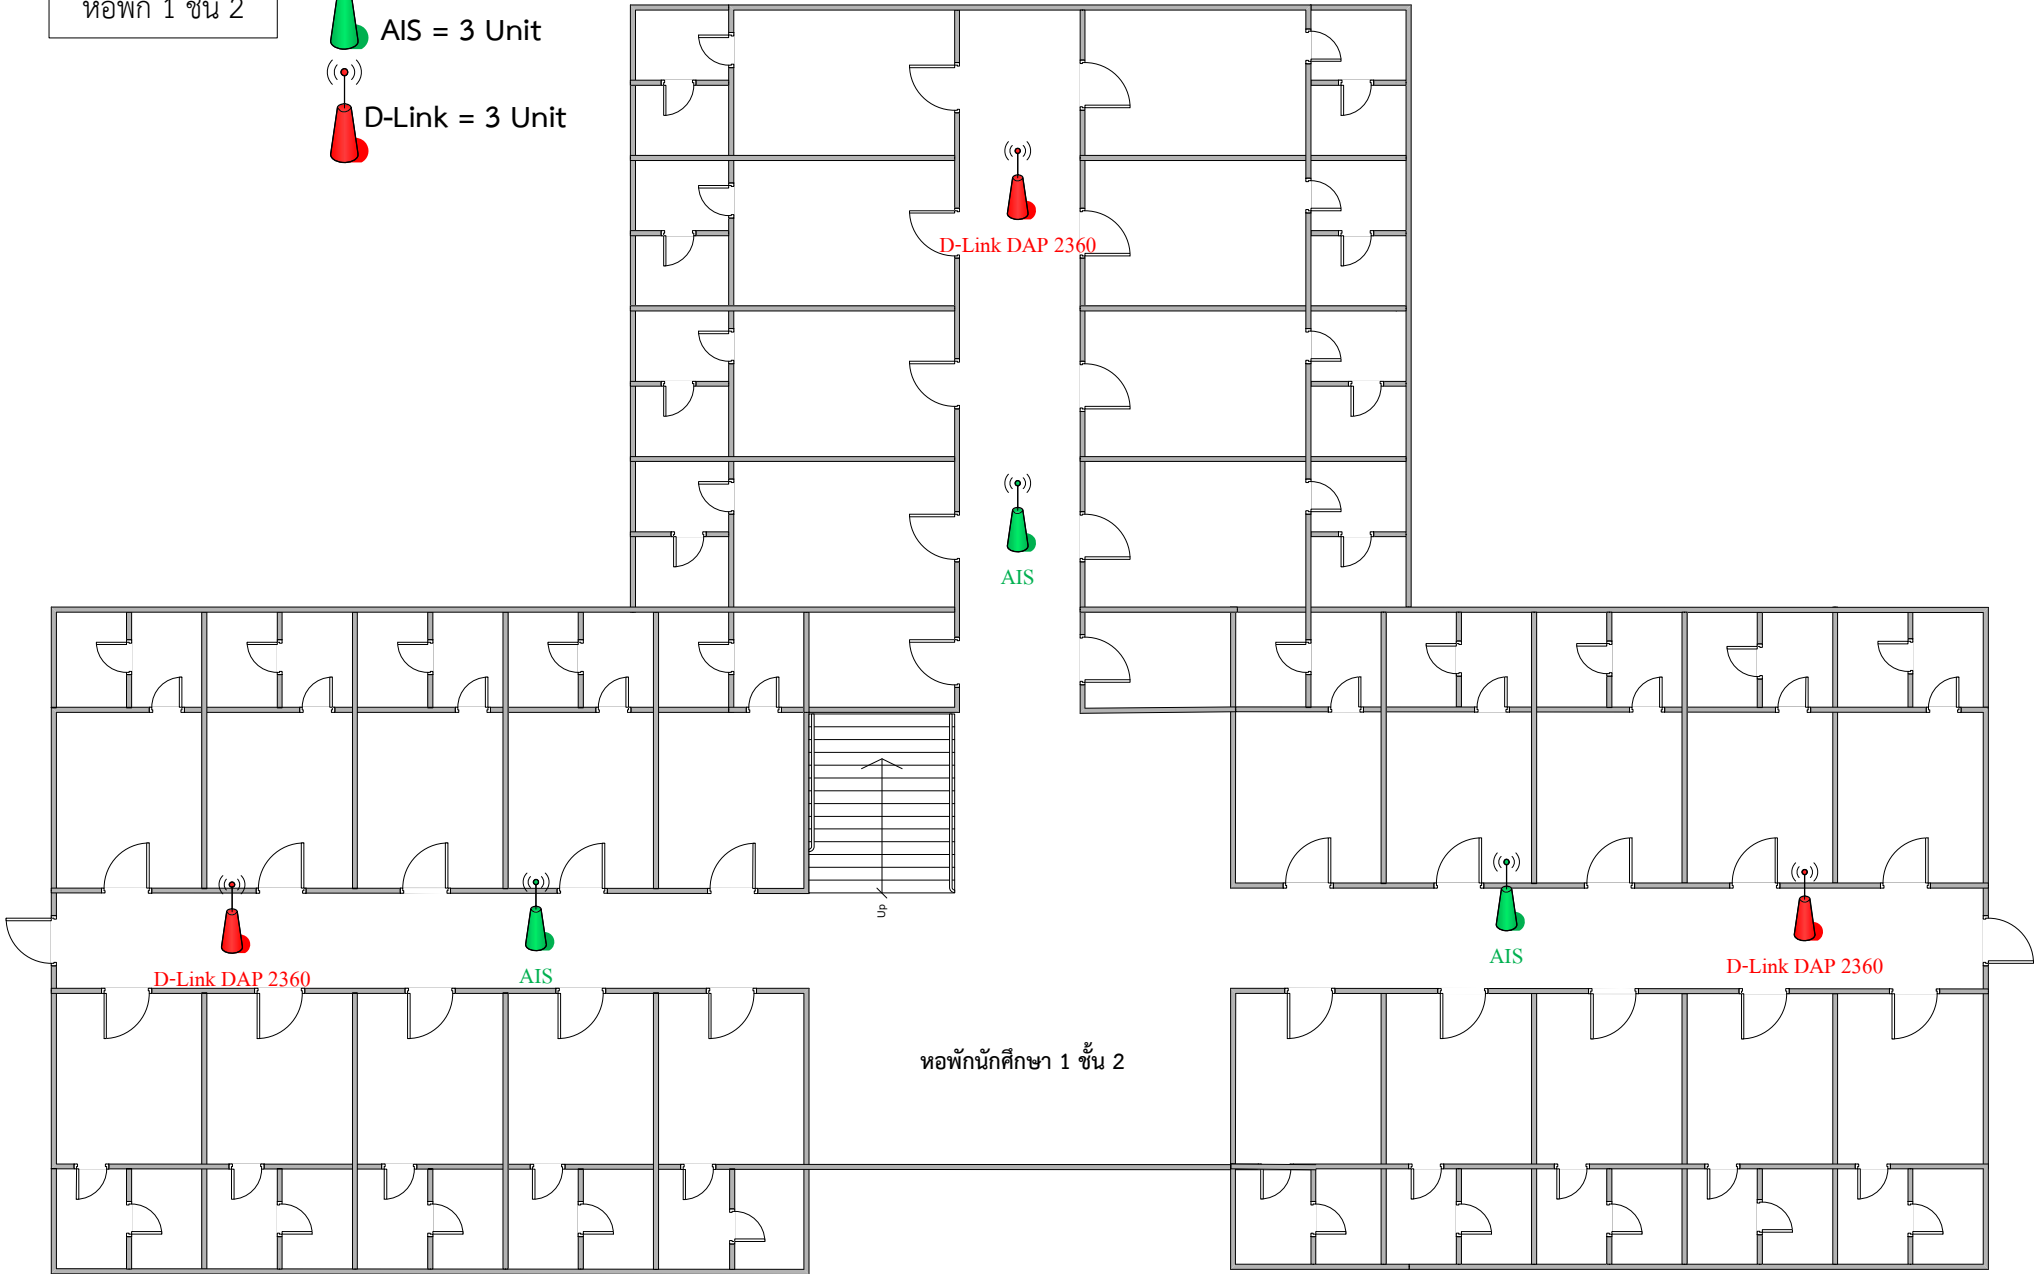 หอพัก 1 ชั้น 2
AIS = 3 Unit
D-Link = 3 Unit
D-Link DAP 2360
AIS
Up
D-Link DAP 2360
AIS
AIS
D-Link DAP 2360
หอพักนักศึกษา 1 ชั้น 2